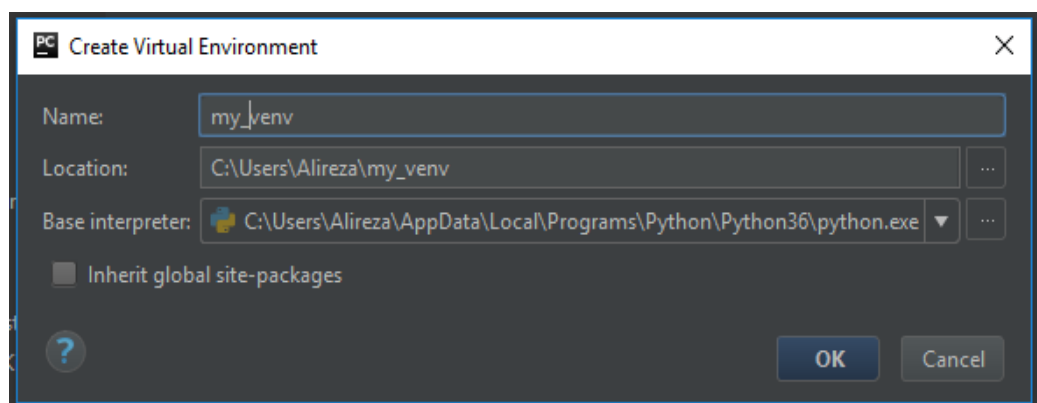 PC Create Virtual Environment
Name: my_venv
Location: C:\Users\Alireza\my_venv ...
Base interpreter: C:\Users\Alireza\AppData\Local\Programs\Python\Python36\python.exe ...
Inherit global site-packages
? OK Cancel